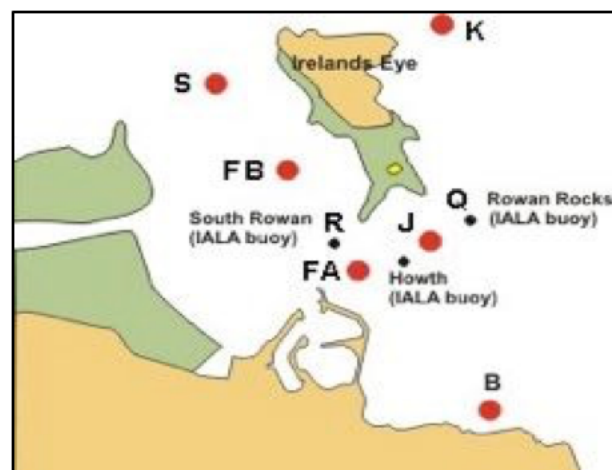 K
Irelands Eye
S
FB
Q
Rowan Rocks
(IALA buoy)
South Rowan
(IALA buoy)
R
J
FA
Howth
(IALA buoy)
B